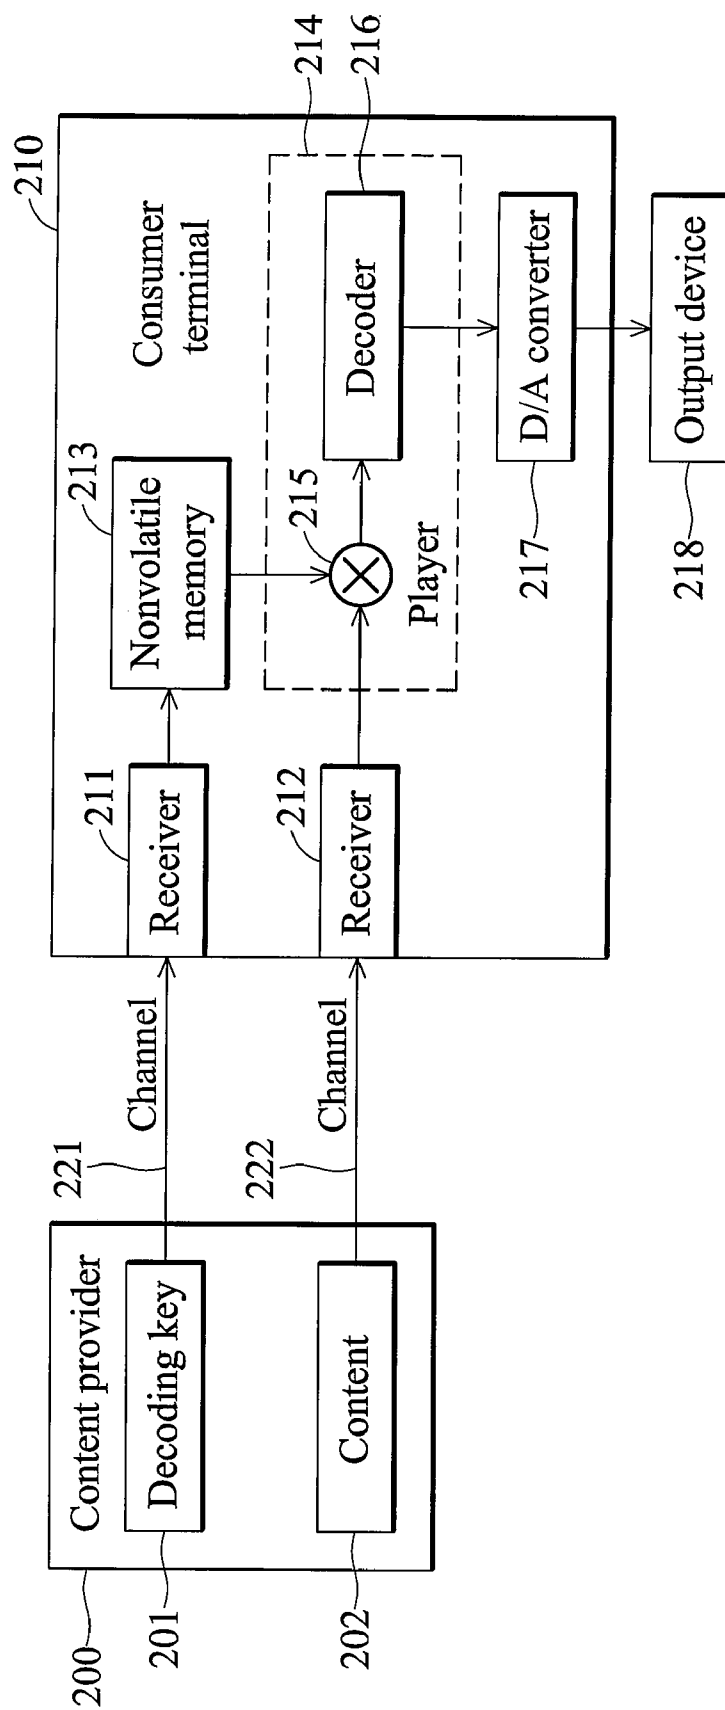 200
Content provider
201
Decoding key
202
Content
221
Channel
222
Channel
210
Consumer
terminal
211
Receiver
212
Receiver
213
Nonvolatile
memory
214
215
Player
216
Decoder
217
D/A converter
218
Output device